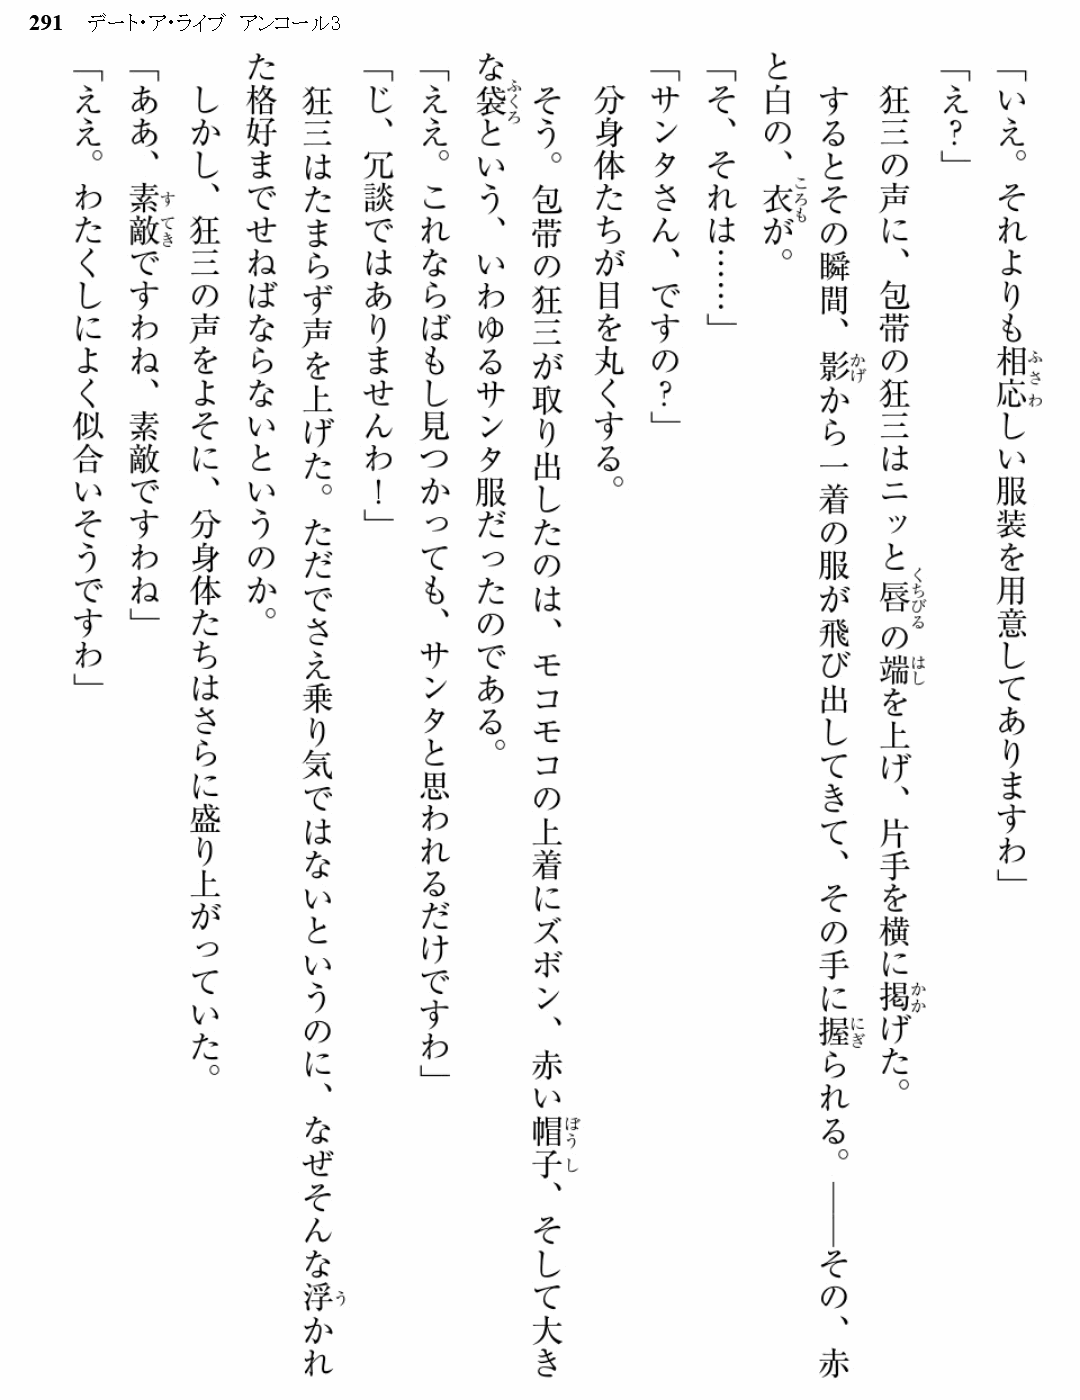 291 デート・ア・ライブ アンコール3
「いえ。それよりも相応しい服装を用意してありますわ」
「え？」
　狂三の声に、包帯の狂三はニッと唇の端を上げ、片手を横に掲げた。
　するとその瞬間、影から一着の服が飛び出してきて、その手に握られる。――その、赤
と白の、衣が。
「そ、それは……」
「サンタさん、ですの？」
　分身体たちが目を丸くする。
　そう。包帯の狂三が取り出したのは、モコモコの上着にズボン、赤い帽子、そして大き
な袋という、いわゆるサンタ服だったのである。
「ええ。これならばもし見つかっても、サンタと思われるだけですわ」
「じ、冗談ではありませんわ！」
　狂三はたまらず声を上げた。ただでさえ乗り気ではないというのに、なぜそんな浮かれ
た格好までせねばならないというのか。
　しかし、狂三の声をよそに、分身体たちはさらに盛り上がっていた。
「ああ、素敵ですわね、素敵ですわね」
「ええ。わたくしによく似合いそうですわ」